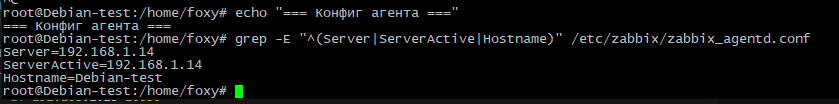 ^C
root@Debian-test:/home/foxy# echo "=== Конфиг агента ==="
=== Конфиг агента ===
root@Debian-test:/home/foxy# grep -E "^(Server|ServerActive|Hostname)" /etc/zabbix/zabbix_agentd.conf
Server=192.168.1.14
ServerActive=192.168.1.14
Hostname=Debian-test
root@Debian-test:/home/foxy#